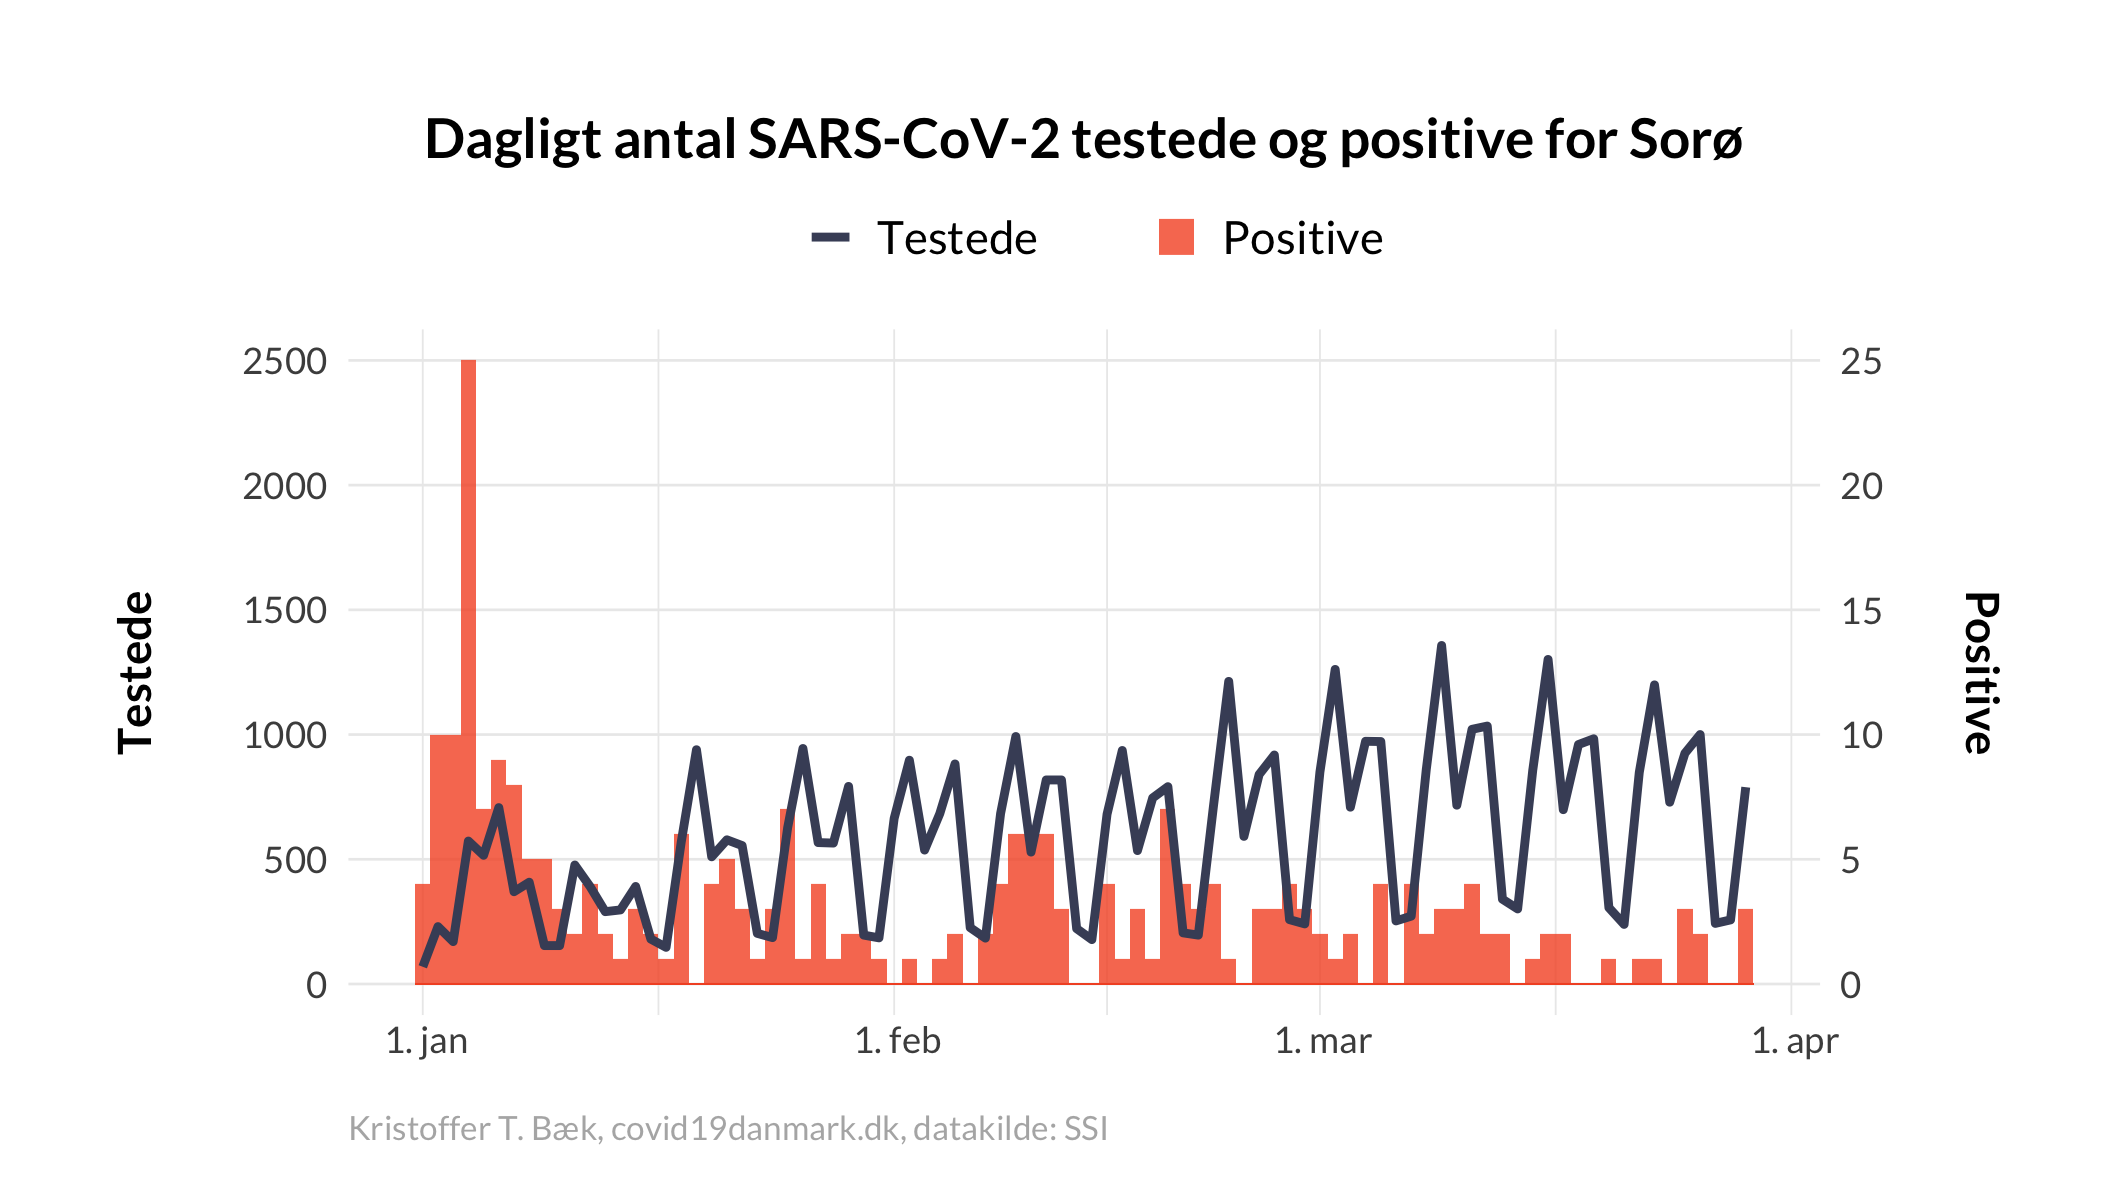 Dagligt antal SARS-CoV-2 testede og positive for Sorø
Testede Positive
2500 25
2000 20
1500 15
1000 10
500 5
0 0
Testede
Positive
1. jan 1. feb 1. mar 1. apr
Kristoffer T. Bæk, covid19danmark.dk, datakilde: SSI